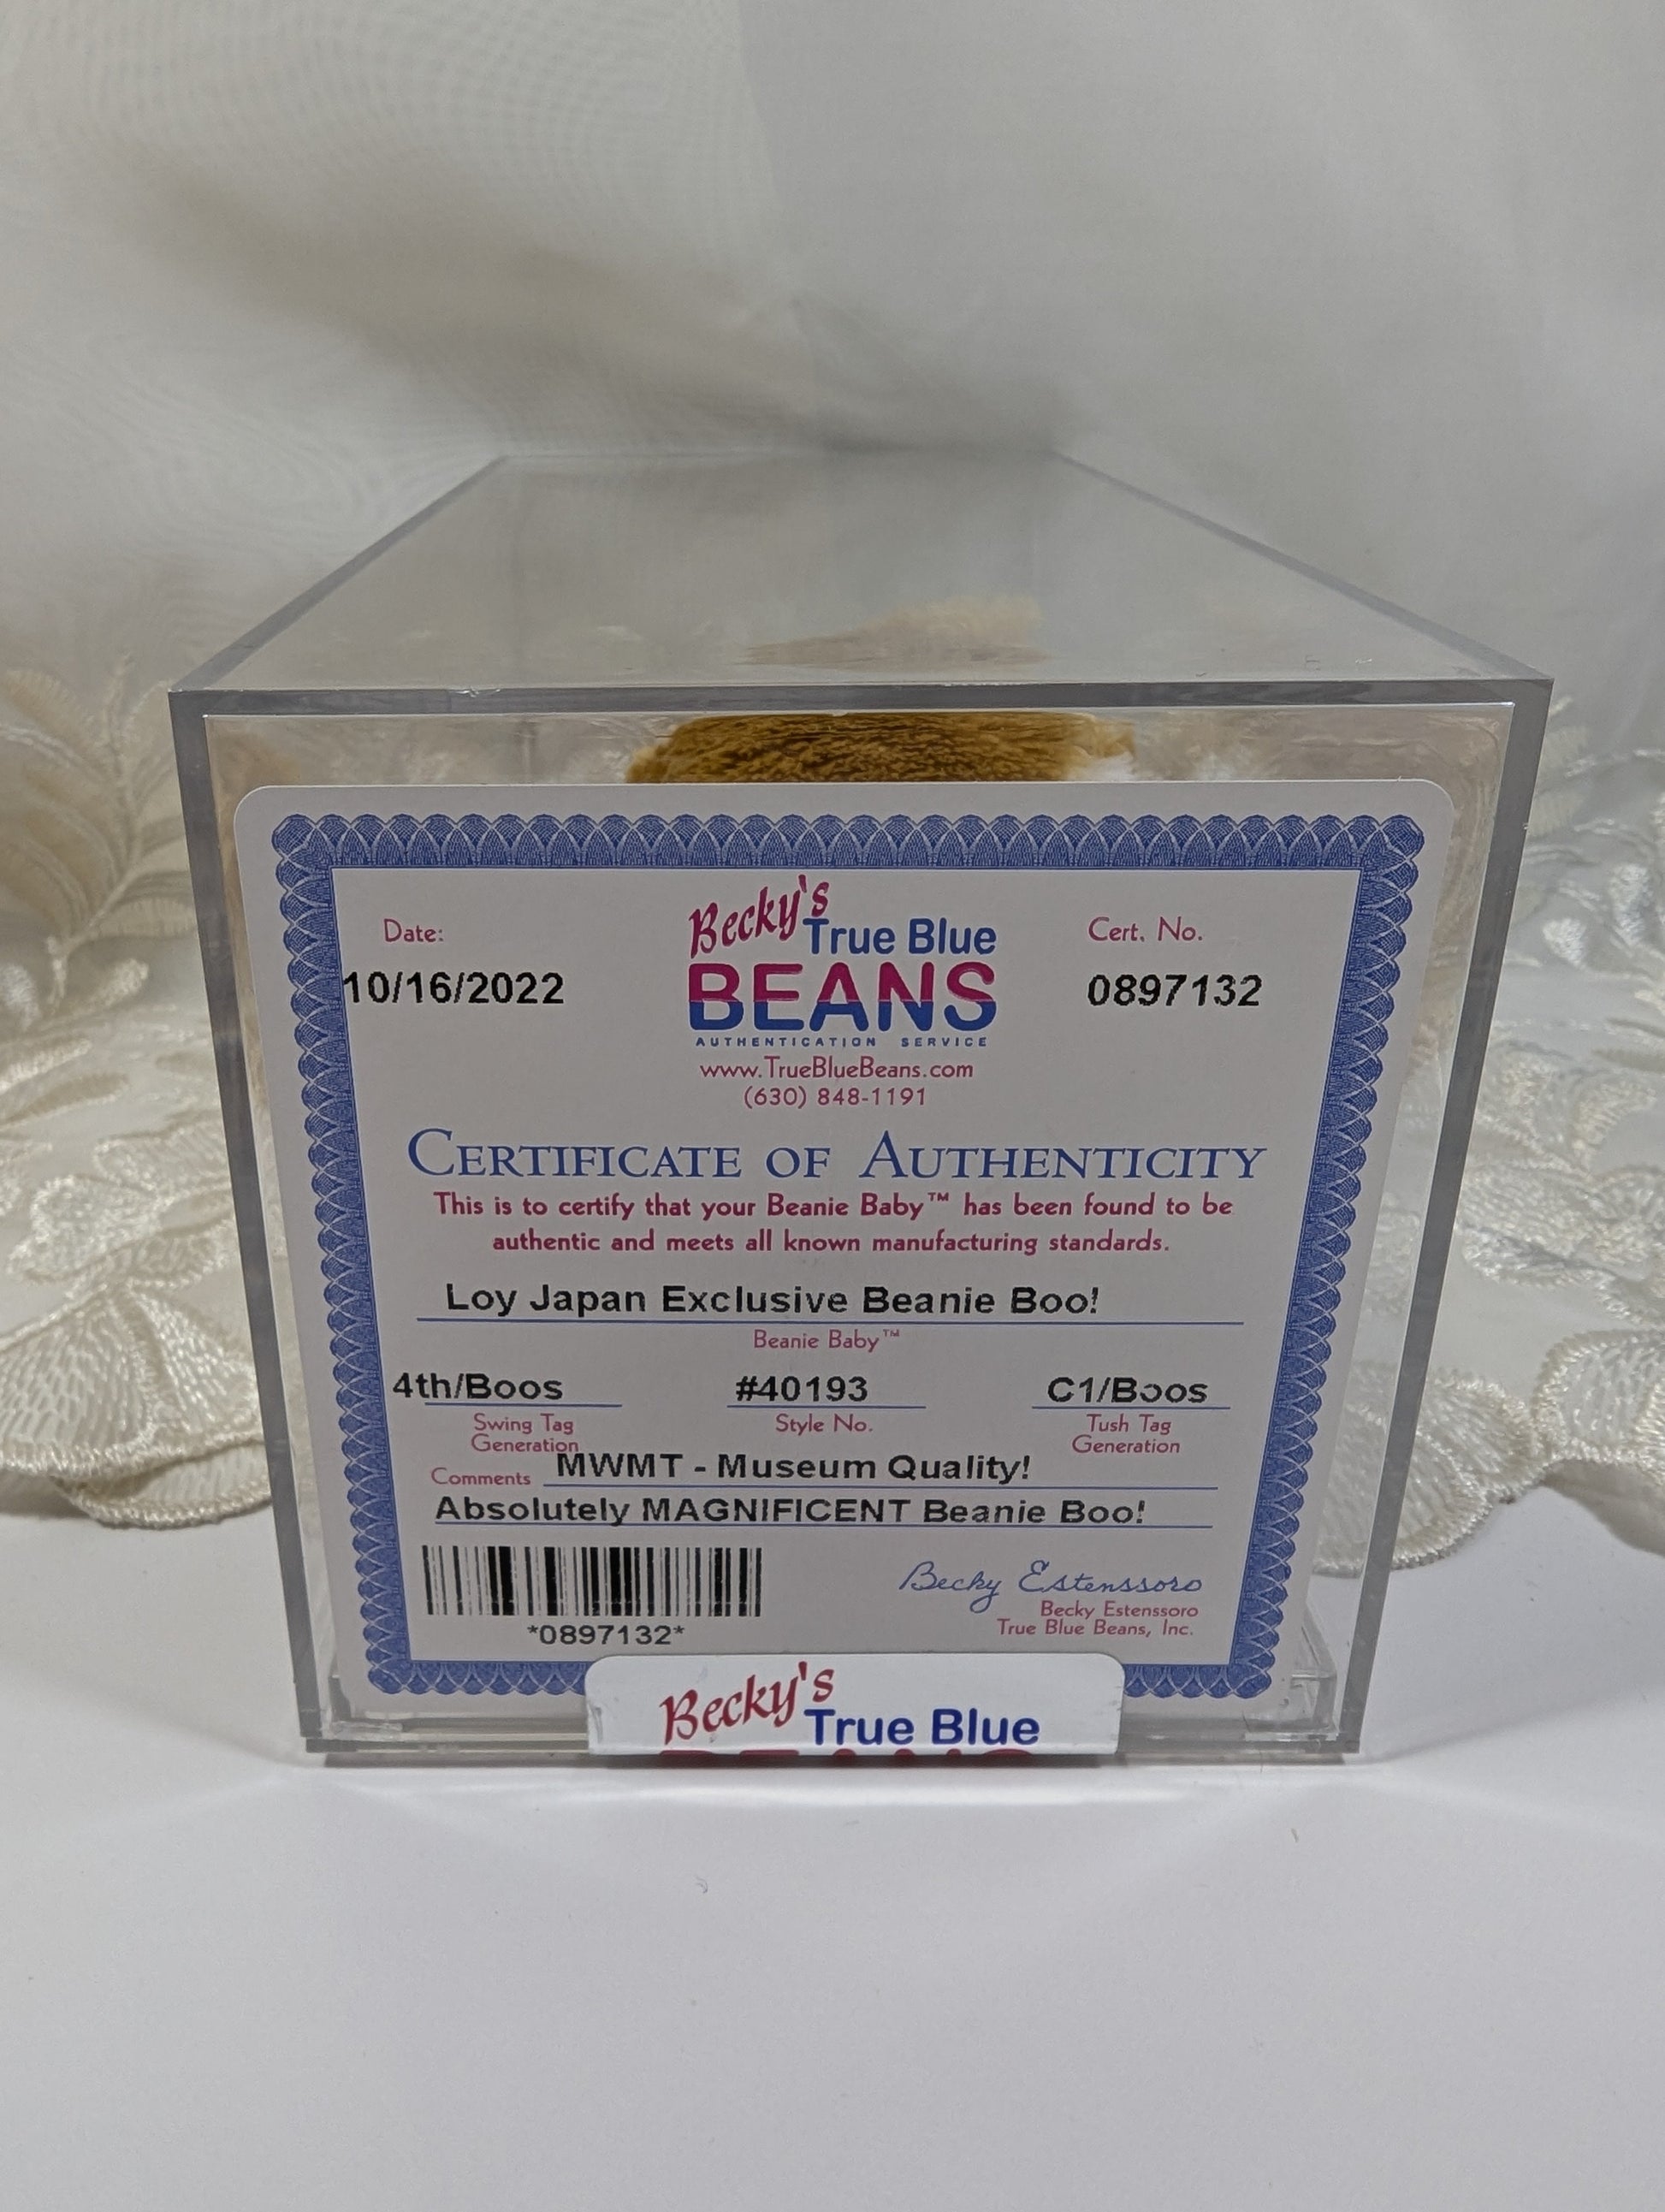 Date:
10/16/2022
Becky's
True Blue
BEANS
AUTHENTICATION SERVICE
www.TrueBlueBeans.com
(630) 848-1191
Cert. No.
0897132
CERTIFICATE OF AUTHENTICITY
This is to certify that your Beanie Baby™ has been found to be
authentic and meets all known manufacturing standards.
Loy Japan Exclusive Beanie Boo!
Beanie Baby™
4th/Boos
Swing Tag
Generation
#40193
Style No.
C1/Boos
Tush Tag
Generation
Comments MWMT - Museum Quality!
Absolutely MAGNIFICENT Beanie Boo!
*0897132*
Becky Estenssoro
Becky Estenssoro
True Blue Beans, Inc.
Becky's
True Blue
BEANS